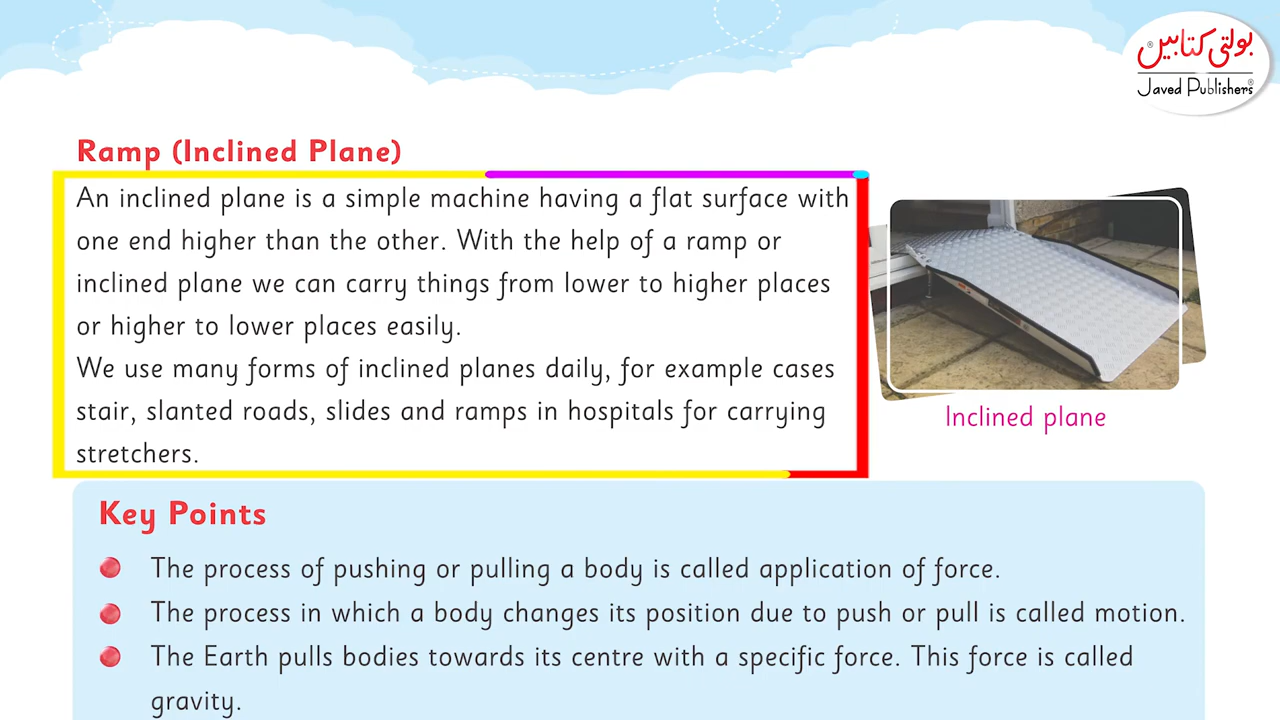 بولتی کتابیں
Javed Publishers
Ramp (Inclined Plane)
An inclined plane is a simple machine having a flat surface with
one end higher than the other. With the help of a ramp or
inclined plane we can carry things from lower to higher places
or higher to lower places easily.
We use many forms of inclined planes daily, for example cases
stair, slanted roads, slides and ramps in hospitals for carrying
stretchers.
Inclined plane
Key Points
The process of pushing or pulling a body is called application of force.
The process in which a body changes its position due to push or pull is called motion.
The Earth pulls bodies towards its centre with a specific force. This force is called
gravity.